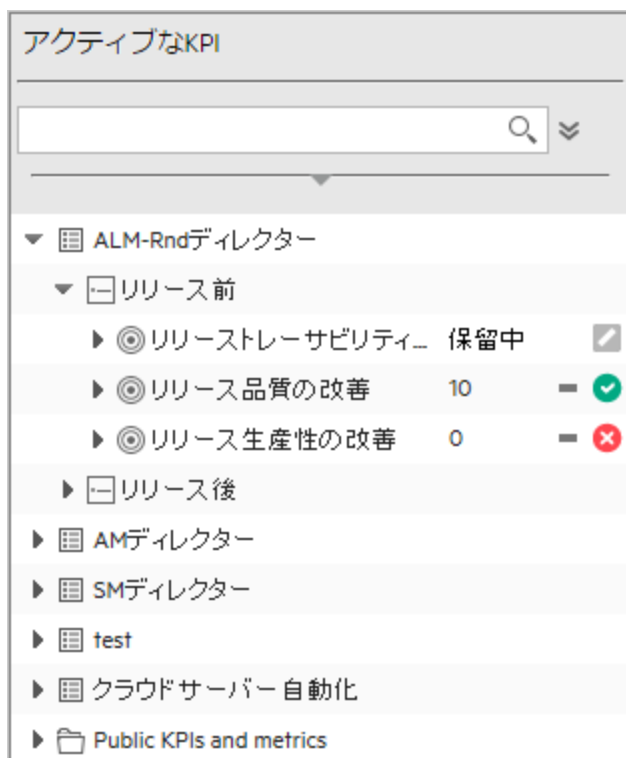 アクティブなKPI
ALM-Rndディレクター
リリース前
リリーストレーサビリティ... 保留中
リリース品質の改善 10
リリース生産性の改善 0
リリース後
AMディレクター
SMディレクター
test
クラウドサーバー自動化
Public KPIs and metrics